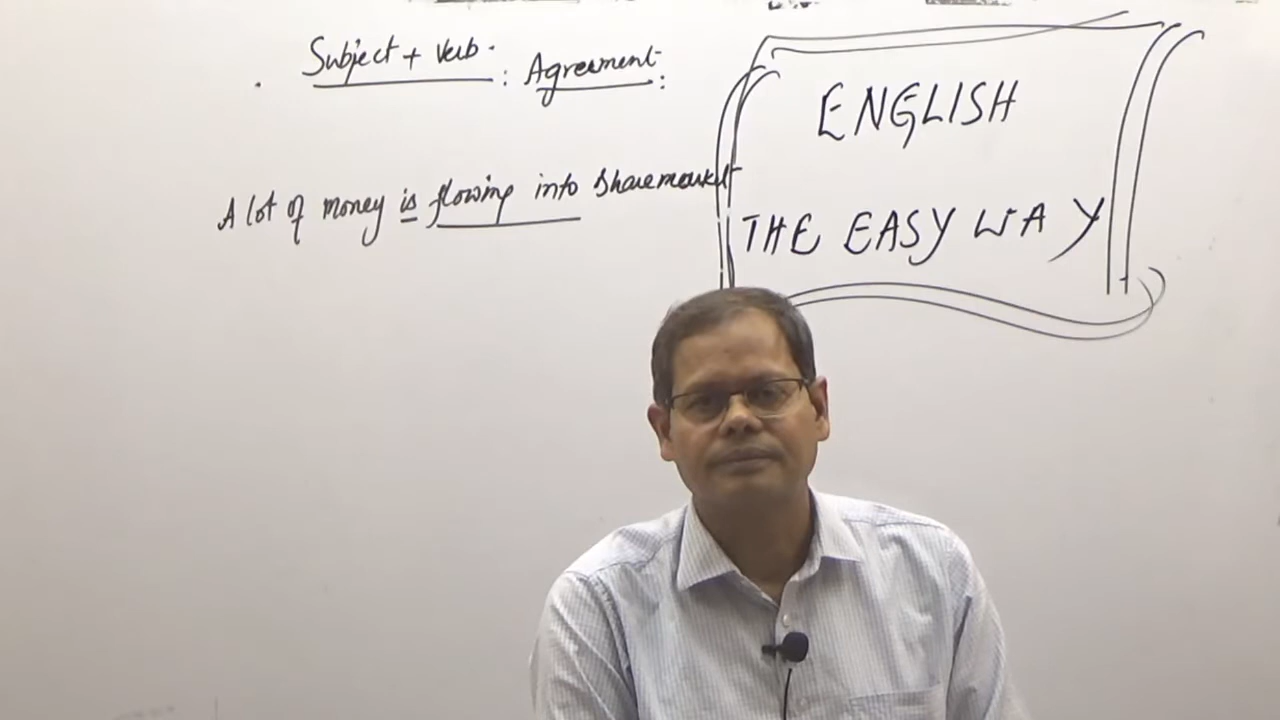 Subject + Verb. : Agreement :
A lot of money is flowing into Sharemarket
ENGLISH
THE EASY WAY